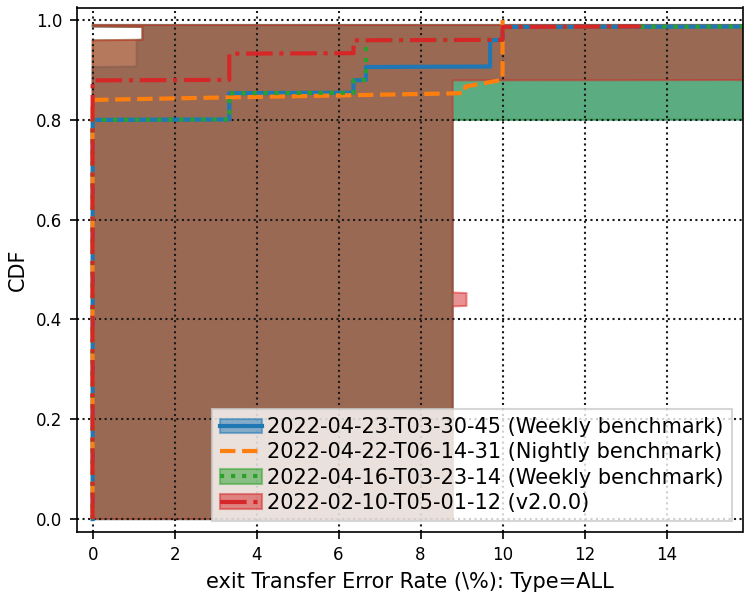 1.0
0.8
0.6
0.4
0.2
0.0
CDF
2022-04-23-T03-30-45 (Weekly benchmark)
2022-04-22-T06-14-31 (Nightly benchmark)
2022-04-16-T03-23-14 (Weekly benchmark)
2022-02-10-T05-01-12 (v2.0.0)
0 2 4 6 8 10 12 14
exit Transfer Error Rate (\%): Type=ALL